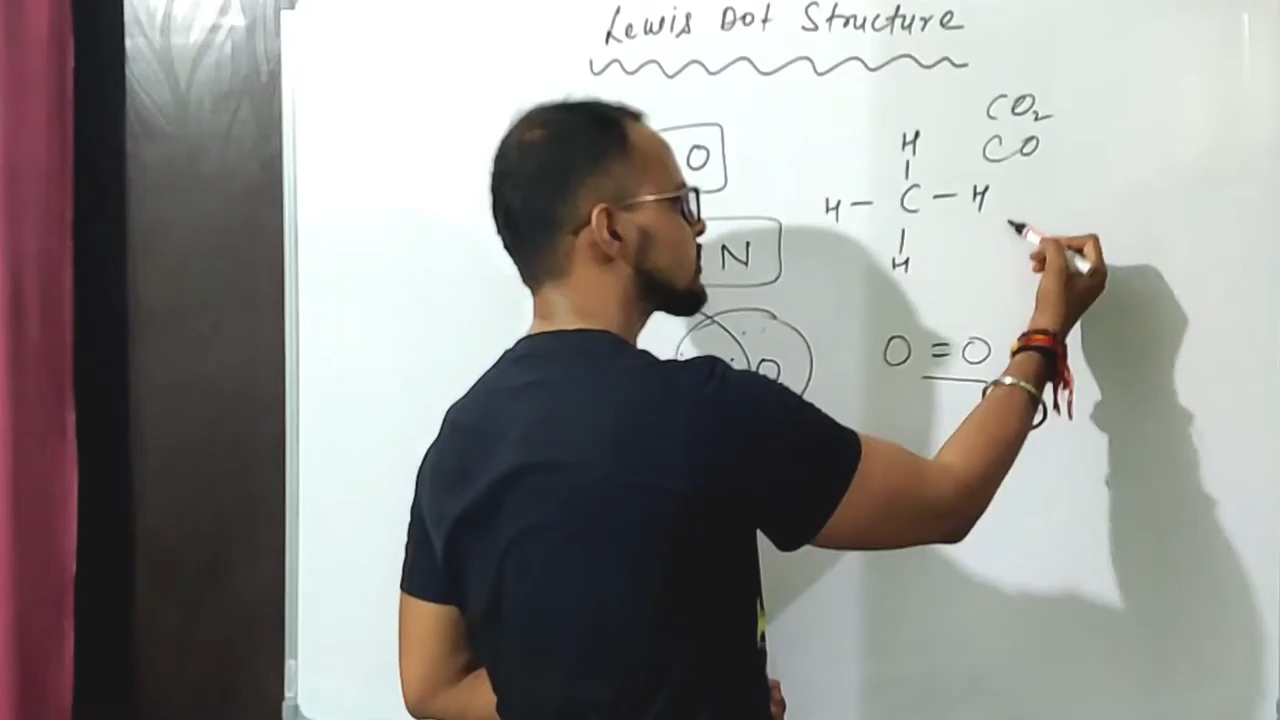 Lewis Dot Structure
CO₂
CO
O
H
|
H — C — H
|
H
N
O
O = O